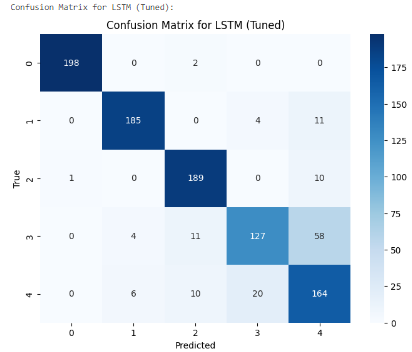 Confusion Matrix for LSTM (Tuned):
Confusion Matrix for LSTM (Tuned)
0 198 0 2 0 0
1 0 185 0 4 11
2 1 0 189 0 10
3 0 4 11 127 58
4 0 6 10 20 164
0 1 2 3 4
True
Predicted
175
150
125
100
75
50
25
0